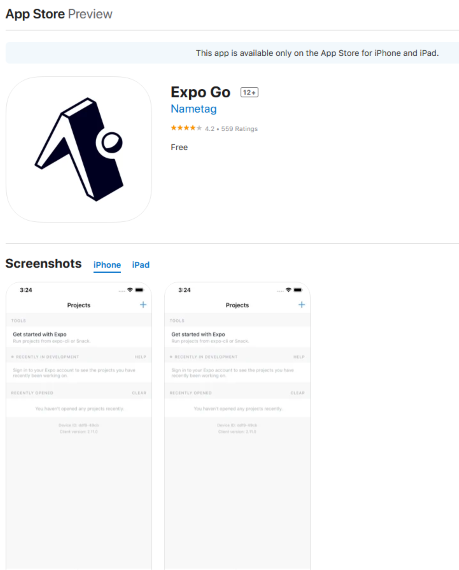 App Store Preview
This app is available only on the App Store for iPhone and iPad.
Expo Go 12+
Nametag
4.2 • 559 Ratings
Free
Screenshots iPhone iPad
3:24
Projects
TOOLS
Get started with Expo
Run projects from expo-cli or Snack.
RECENTLY IN DEVELOPMENT HELP
Sign in to your Expo account to see the projects you have
recently been working on.
RECENTLY OPENED CLEAR
You haven't opened any projects recently.
3:24
Projects
TOOLS
Get started with Expo
Run projects from expo-cli or Snack.
RECENTLY IN DEVELOPMENT HELP
Sign in to your Expo account to see the projects you have
recently been working on.
RECENTLY OPENED CLEAR
You haven't opened any projects recently.